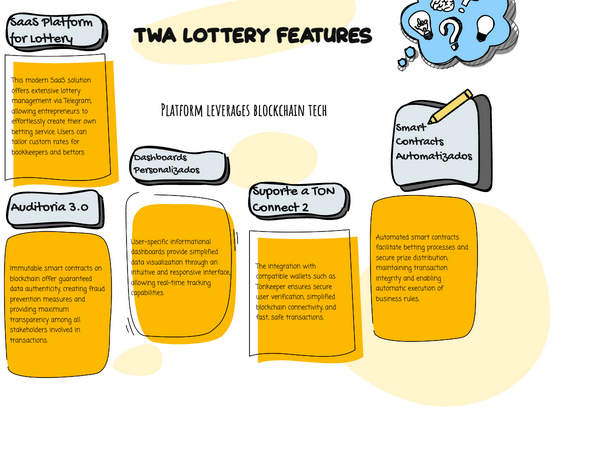 SaaS Platform
for Lottery
TWA LOTTERY FEATURES
This modern SaaS solution
offers extensive lottery
management via Telegram,
allowing entrepreneurs to
effortlessly create their own
betting service. Users can
tailor custom rates for
bookkeepers and bettors
PLATFORM LEVERAGES BLOCKCHAIN TECH
Smart
Contracts
Automatizados
Dashboards
Personalizados
Suporte a TON
Connect 2
Auditoria 3.0
User-specific informational
dashboards provide simplified
data visualization through an
intuitive and responsive interface,
allowing real-time tracking
capabilities.
Automated smart contracts
facilitate betting processes and
secure prize distribution,
maintaining transaction
integrity and enabling
automatic execution of
business rules.
Immutable smart contracts on
blockchain offer guaranteed
data authenticity, creating fraud
prevention measures and
providing maximum
transparency among all
stakeholders involved in
transactions.
The integration with
compatible wallets such as
Tonkeeper ensures secure
user verification, simplified
blockchain connectivity, and
fast, safe transactions.